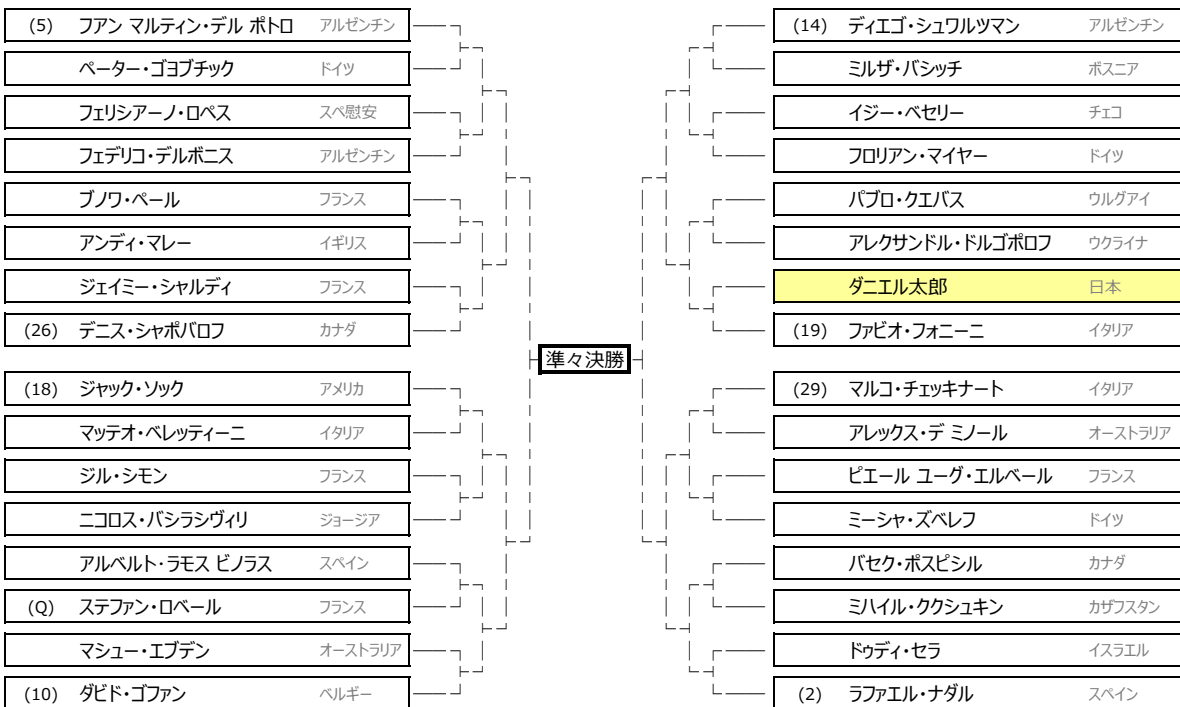 (5) フアン マルティン・デル ポトロ アルゼンチン
ペーター・ゴヨブチック ドイツ
フェリシアーノ・ロペス スペ慰安
フェデリコ・デルボニス アルゼンチン
ブノワ・ペール フランス
アンディ・マレー イギリス
ジェイミー・シャルディ フランス
(26) デニス・シャポバロフ カナダ
(18) ジャック・ソック アメリカ
マッテオ・ベレッティーニ イタリア
ジル・シモン フランス
ニコロス・バシラシヴィリ ジョージア
アルベルト・ラモス ビノラス スペイン
(Q) ステファン・ロベール フランス
マシュー・エブデン オーストラリア
(10) ダビド・ゴファン ベルギー
準々決勝
(14) ディエゴ・シュワルツマン アルゼンチン
ミルザ・バシッチ ボスニア
イジー・ベセリー チェコ
フロリアン・マイヤー ドイツ
パブロ・クエバス ウルグアイ
アレクサンドル・ドルゴポロフ ウクライナ
ダニエル太郎 日本
(19) ファビオ・フォニーニ イタリア
(29) マルコ・チェッキナート イタリア
アレックス・デ ミノール オーストラリア
ピエール ユーグ・エルベール フランス
ミーシャ・ズベレフ ドイツ
バセク・ポスピシル カナダ
ミハイル・ククシュキン カザフスタン
ドゥディ・セラ イスラエル
(2) ラファエル・ナダル スペイン